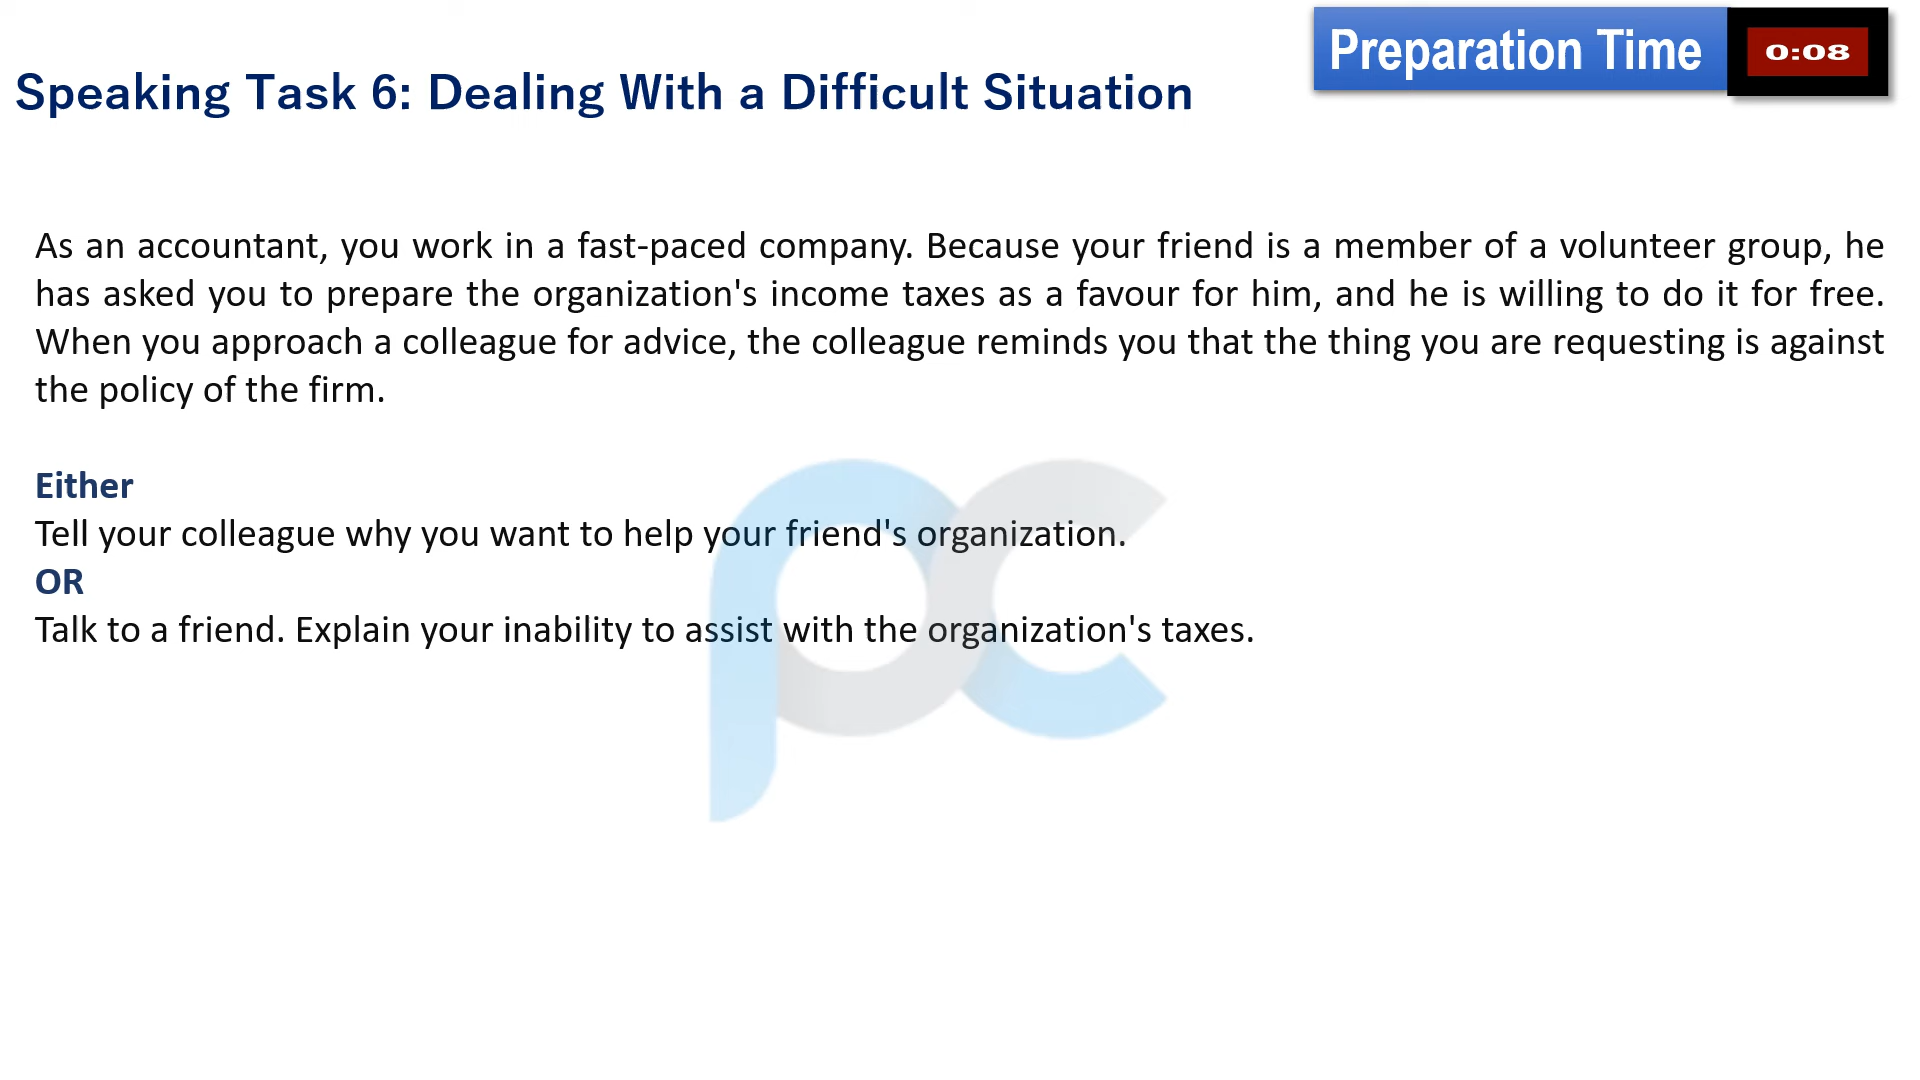 Preparation Time 0:08
Speaking Task 6: Dealing With a Difficult Situation
As an accountant, you work in a fast-paced company. Because your friend is a member of a volunteer group, he
has asked you to prepare the organization's income taxes as a favour for him, and he is willing to do it for free.
When you approach a colleague for advice, the colleague reminds you that the thing you are requesting is against
the policy of the firm.
Either
Tell your colleague why you want to help your friend's organization.
OR
Talk to a friend. Explain your inability to assist with the organization's taxes.